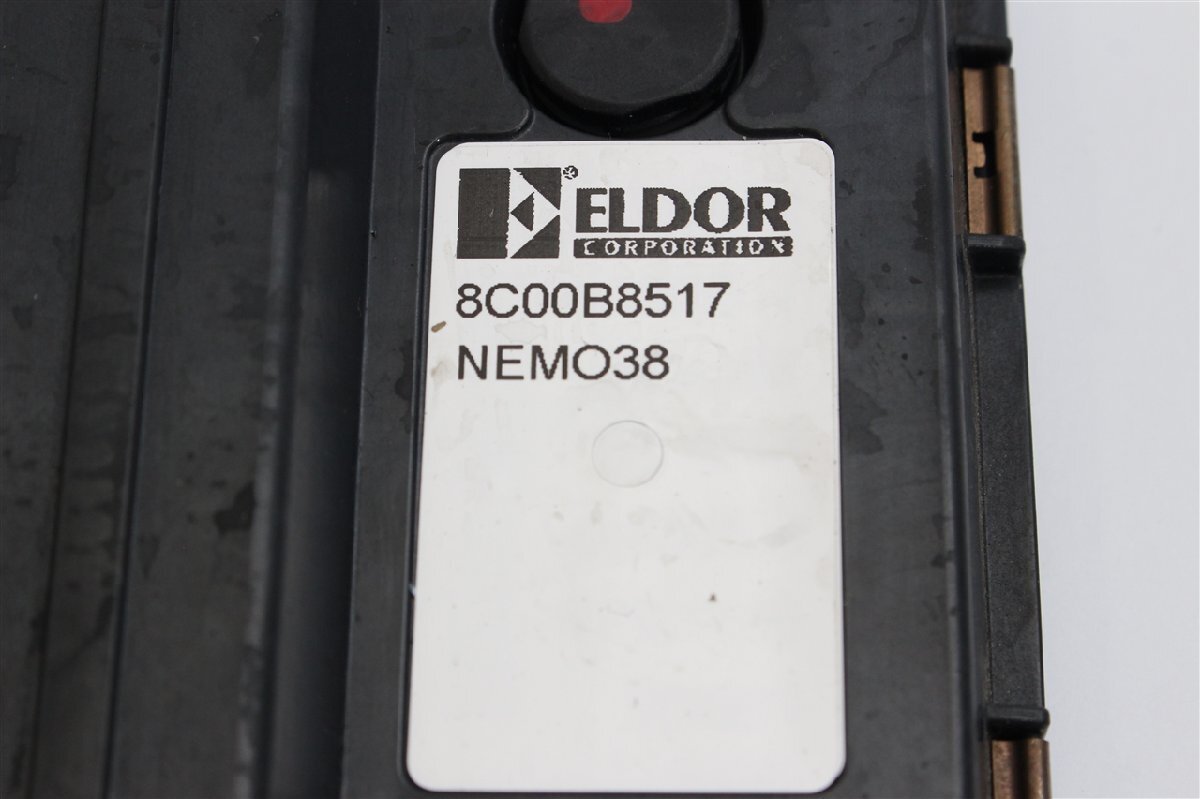 ELDOR
CORPORATION
8C00B8517
NEMO38